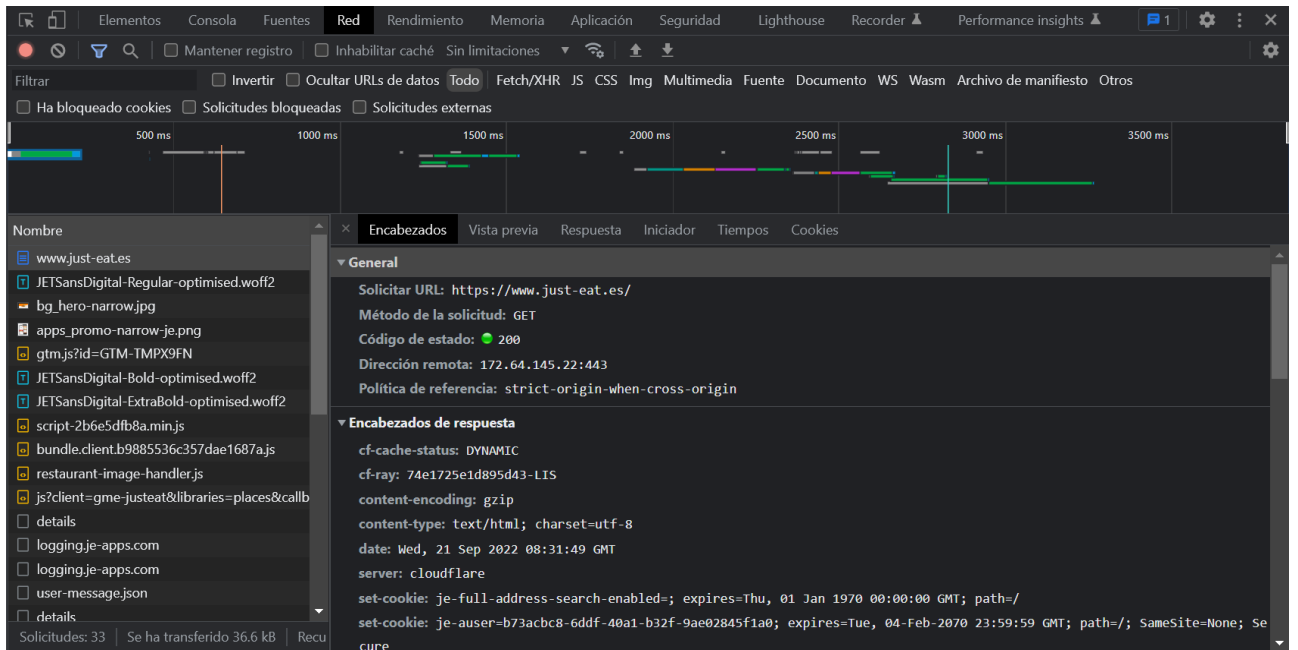 Elementos Consola Fuentes Red Rendimiento Memoria Aplicación Seguridad Lighthouse Recorder Performance insights 1
Mantener registro Inhabilitar caché Sin limitaciones
Filtrar Invertir Ocultar URLs de datos Todo Fetch/XHR JS CSS Img Multimedia Fuente Documento WS Wasm Archivo de manifiesto Otros
Ha bloqueado cookies Solicitudes bloqueadas Solicitudes externas
500 ms 1000 ms 1500 ms 2000 ms 2500 ms 3000 ms 3500 ms
Nombre
www.just-eat.es
JETSansDigital-Regular-optimised.woff2
bg_hero-narrow.jpg
apps_promo-narrow-je.png
gtm.js?id=GTM-TMPX9FN
JETSansDigital-Bold-optimised.woff2
JETSansDigital-ExtraBold-optimised.woff2
script-2b6e5dfb8a.min.js
bundle.client.b9885536c357dae1687a.js
restaurant-image-handler.js
js?client=gme-justeat&libraries=places&callb
details
logging.je-apps.com
logging.je-apps.com
user-message.json
details
Solicitudes: 33 Se ha transferido 36.6 kB Recu
Encabezados Vista previa Respuesta Iniciador Tiempos Cookies
General
Solicitar URL: https://www.just-eat.es/
Método de la solicitud: GET
Código de estado: 200
Dirección remota: 172.64.145.22:443
Política de referencia: strict-origin-when-cross-origin
Encabezados de respuesta
cf-cache-status: DYNAMIC
cf-ray: 74e1725e1d895d43-LIS
content-encoding: gzip
content-type: text/html; charset=utf-8
date: Wed, 21 Sep 2022 08:31:49 GMT
server: cloudflare
set-cookie: je-full-address-search-enabled=; expires=Thu, 01 Jan 1970 00:00:00 GMT; path=/
set-cookie: je-auser=b73acbc8-6ddf-40a1-b32f-9ae02845f1a0; expires=Tue, 04-Feb-2070 23:59:59 GMT; path=/; SameSite=None; Se
cure